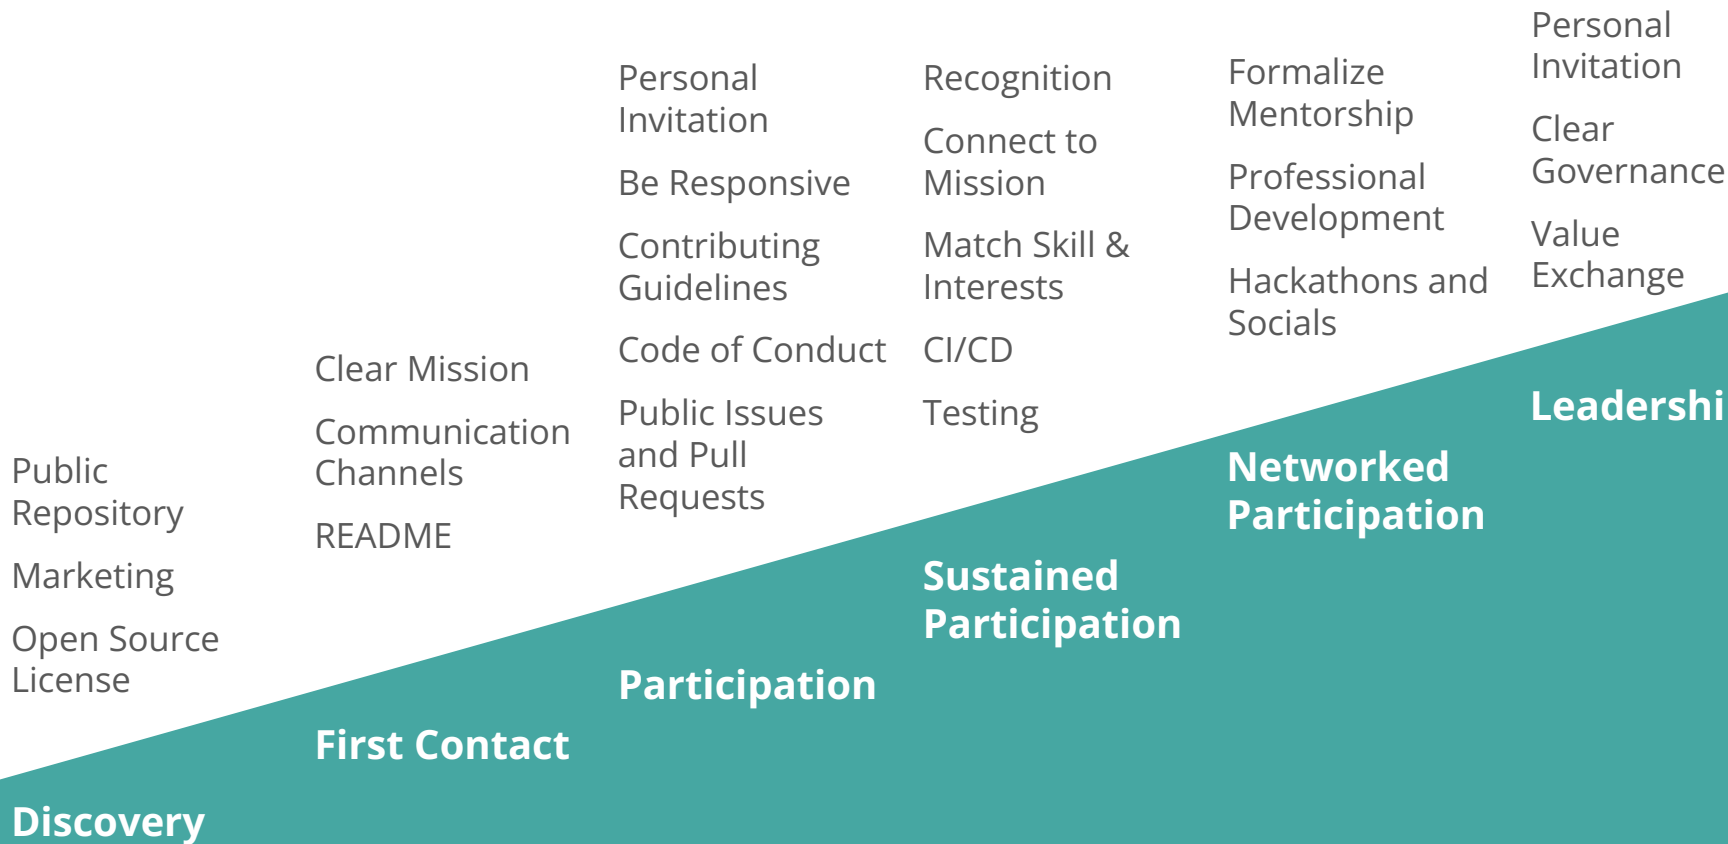 Public
Repository
Marketing
Open Source
License
Discovery
Clear Mission
Communication
Channels
README
First Contact
Personal
Invitation
Be Responsive
Contributing
Guidelines
Code of Conduct
Public Issues
and Pull
Requests
Participation
Recognition
Connect to
Mission
Match Skill &
Interests
CI/CD
Testing
Sustained
Participation
Formalize
Mentorship
Professional
Development
Hackathons and
Socials
Networked
Participation
Personal
Invitation
Clear
Governance
Value
Exchange
Leadershi